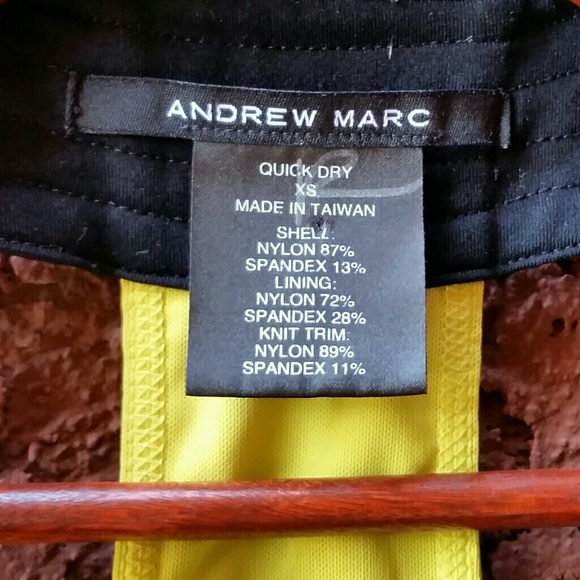 ANDREW MARC
QUICK DRY
XS
MADE IN TAIWAN
SHELL:
NYLON 87%
SPANDEX 13%
LINING:
NYLON 72%
SPANDEX 28%
KNIT TRIM:
NYLON 89%
SPANDEX 11%